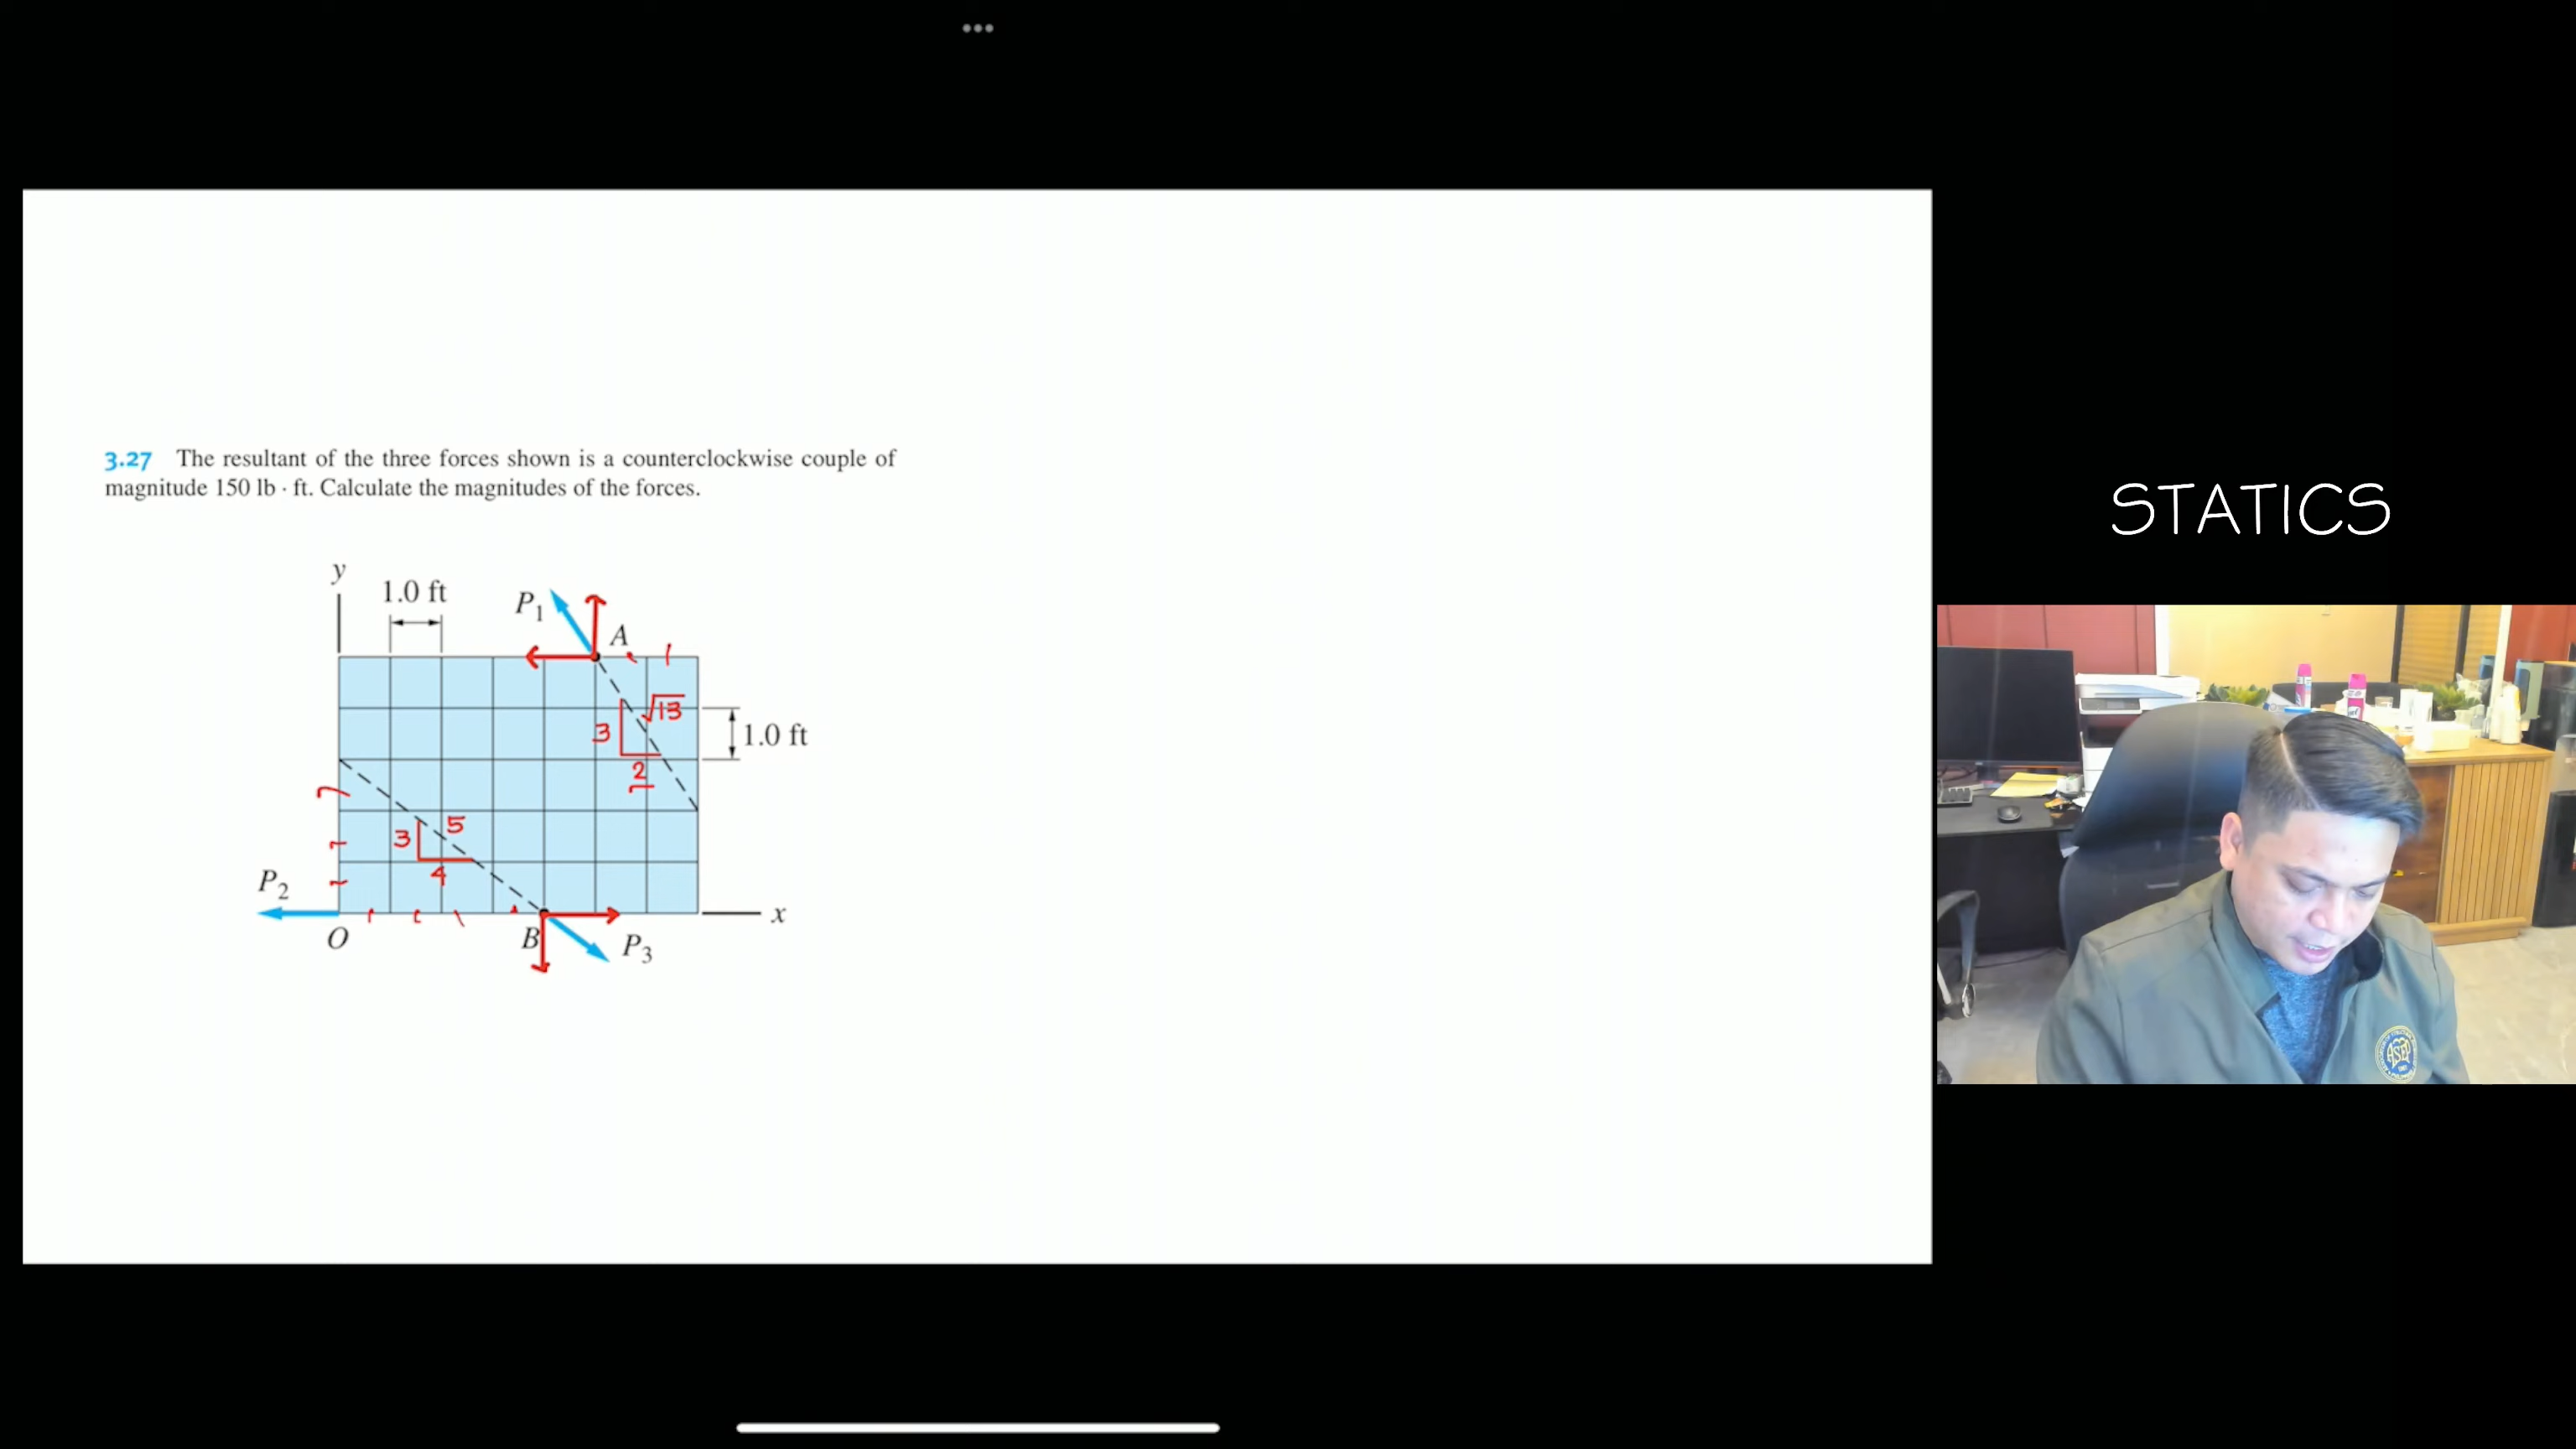 3.27 The resultant of the three forces shown is a counterclockwise couple of
magnitude 150 lb · ft. Calculate the magnitudes of the forces.
y
1.0 ft
P₁
A
√13
3
2
1.0 ft
5
3
4
P₂
O
B
P₃
x
STATICS
ASEP